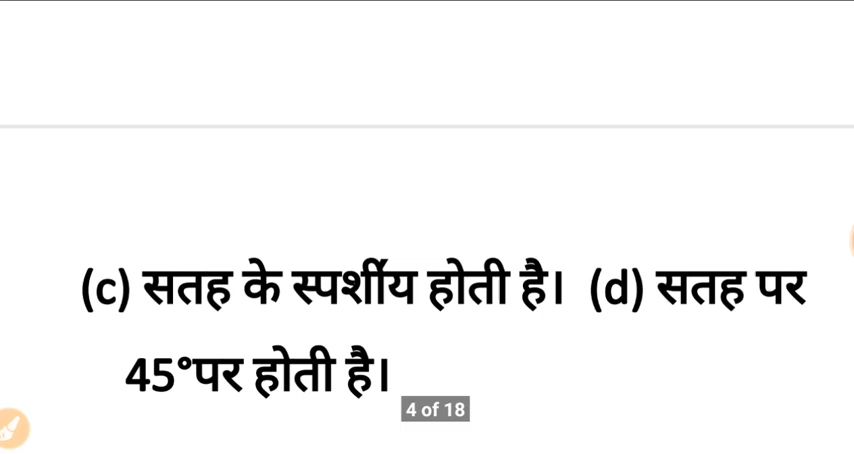 (c) सतह के स्पर्शीय होती है। (d) सतह पर
45°पर होती है।
4 of 18